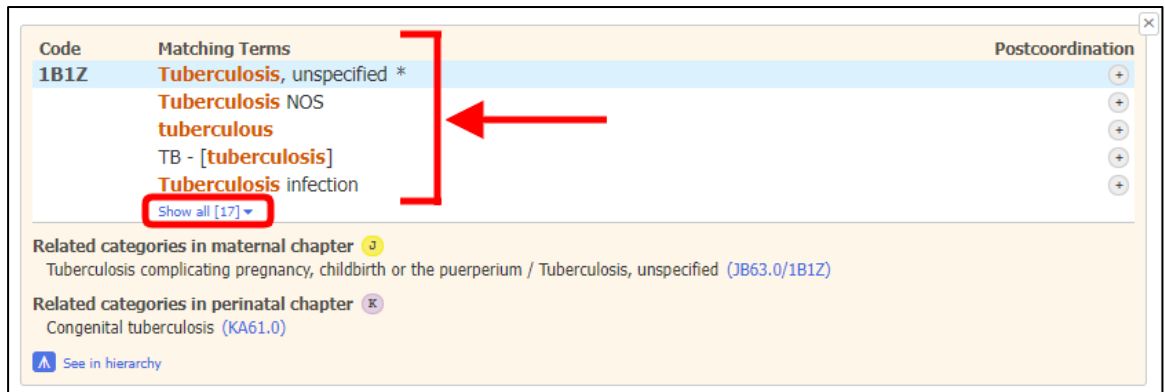 Code Matching Terms Postcoordination
1B1Z Tuberculosis, unspecified * +
Tuberculosis NOS +
tuberculous +
TB - [tuberculosis] +
Tuberculosis infection +
Show all [17]
Related categories in maternal chapter J
Tuberculosis complicating pregnancy, childbirth or the puerperium / Tuberculosis, unspecified (JB63.0/1B1Z)
Related categories in perinatal chapter K
Congenital tuberculosis (KA61.0)
See in hierarchy